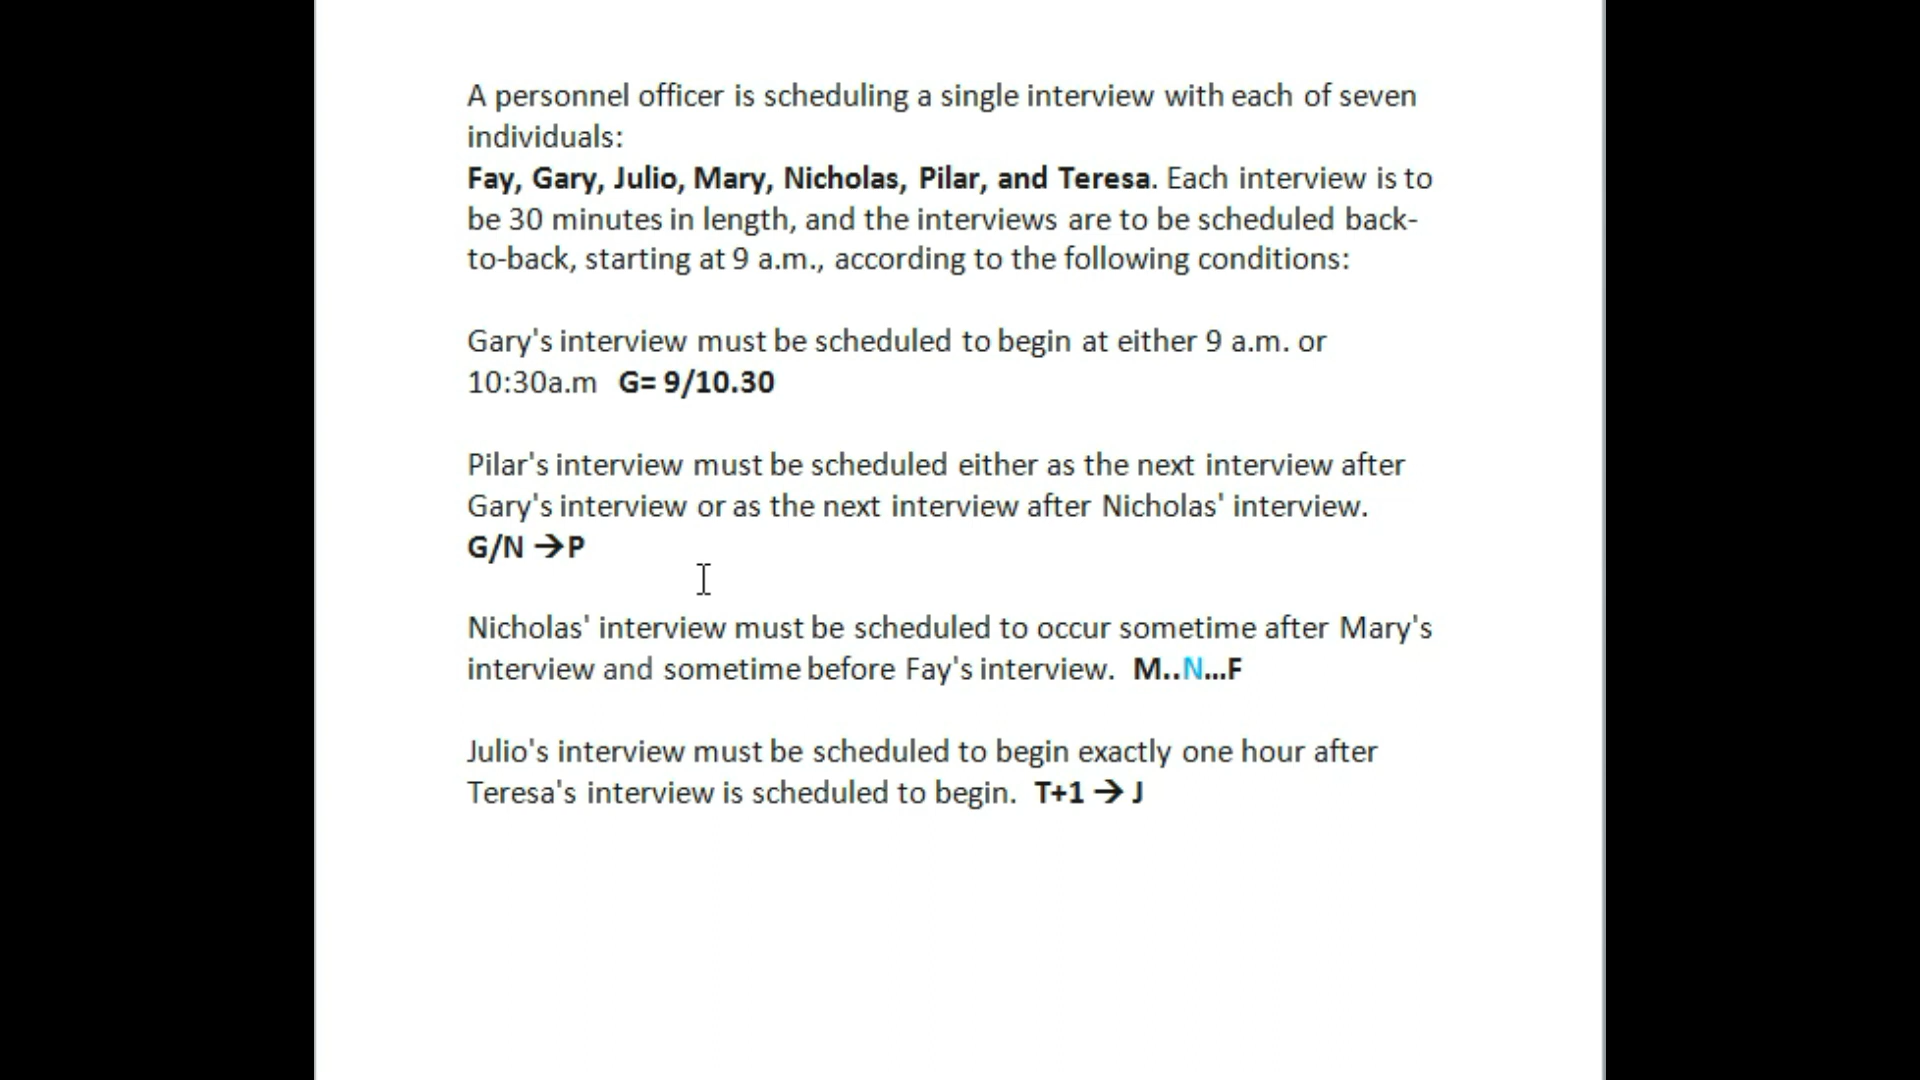 A personnel officer is scheduling a single interview with each of seven
individuals:
Fay, Gary, Julio, Mary, Nicholas, Pilar, and Teresa. Each interview is to
be 30 minutes in length, and the interviews are to be scheduled back-
to-back, starting at 9 a.m., according to the following conditions:
Gary's interview must be scheduled to begin at either 9 a.m. or
10:30a.m G= 9/10.30
Pilar's interview must be scheduled either as the next interview after
Gary's interview or as the next interview after Nicholas' interview.
G/N →P
Nicholas' interview must be scheduled to occur sometime after Mary's
interview and sometime before Fay's interview. M..N...F
Julio's interview must be scheduled to begin exactly one hour after
Teresa's interview is scheduled to begin. T+1 → J